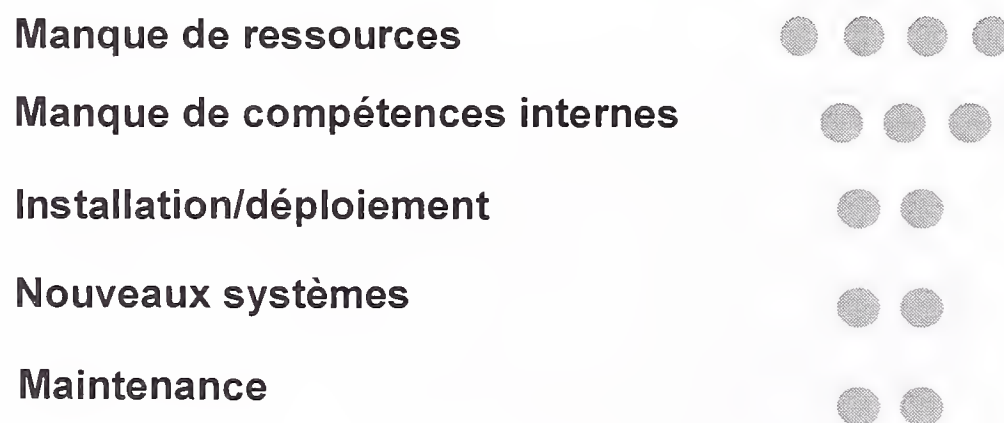 Manque de ressources
Manque de compétences internes
Installation/déploiement
Nouveaux systèmes
Maintenance